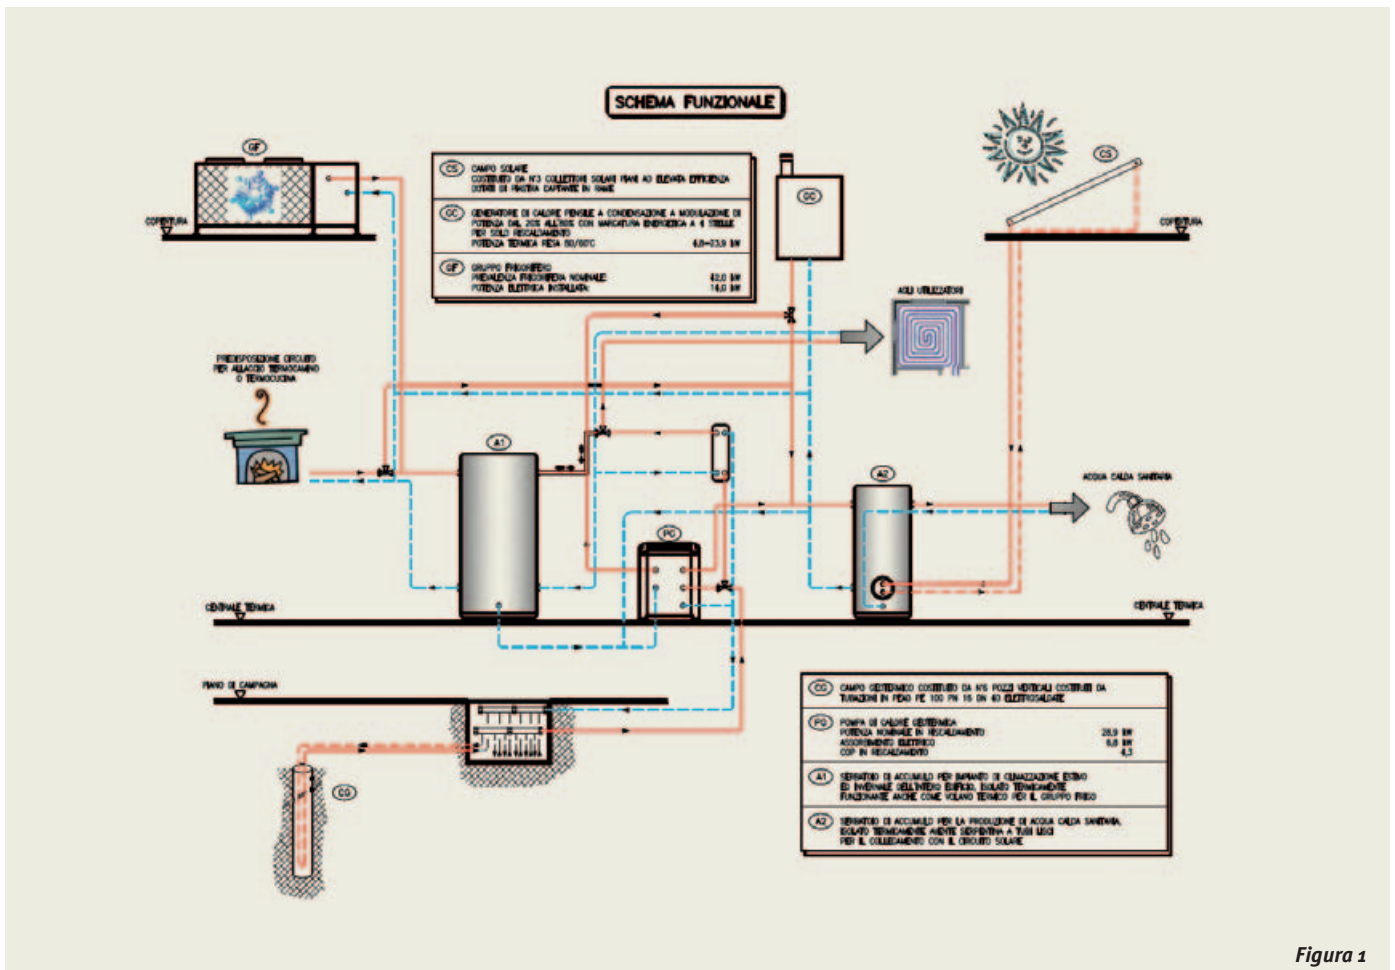 SCHEMA FUNZIONALE
GF
CS CAMPO SOLARE
COSTITUITO DA N°3 COLLETTORI SOLARI PIANI AD ELEVATA EFFICIENZA
DOTATI DI PIASTRA CAPTANTE IN RAME
GC GENERATORE DI CALORE PENSILE A CONDENSAZIONE A MODULAZIONE DI
POTENZA DAL 20% ALL'80% CON MARCATURA ENERGETICA A 4 STELLE
PER SOLO RISCALDAMENTO
POTENZA TERMICA RESA 80/60°C 4,8-23,9 kW
GF GRUPPO FRIGORIFERO
PREVALENZA FRIGORIFERA NOMINALE: 42,0 kW
POTENZA ELETTRICA INSTALLATA: 14,0 kW
GC
CS
COPERTURA
COPERTURA
AGLI UTILIZZATORI
PREDISPOSIZIONE CIRCUITO
PER ALLACCIO TERMOCAMINO
O TERMOCUCINA
A1
A2
ACQUA CALDA SANITARIA
PG
CENTRALE TERMICA
CENTRALE TERMICA
PIANO DI CAMPAGNA
CG
CG CAMPO GEOTERMICO COSTITUITO DA N°6 POZZI VERTICALI COSTITUITI DA
TUBAZIONI IN PEAD PE 100 PN 16 DN 40 ELETTROSALDATE
PG POMPA DI CALORE GEOTERMICA
POTENZA NOMINALE IN RISCALDAMENTO 28,9 kW
ASSORBIMENTO ELETTRICO 6,8 kW
COP IN RISCALDAMENTO 4,3
A1 SERBATOIO DI ACCUMULO PER IMPIANTO DI CLIMAZZAZIONE ESTIVO
ED INVERNALE DELL'INTERO EDIFICIO, ISOLATO TERMICAMENTE
FUNZIONANTE ANCHE COME VOLANO TERMICO PER IL GRUPPO FRIGO
A2 SERBATOIO DI ACCUMULO PER LA PRODUZIONE DI ACQUA CALDA SANITARIA,
ISOLATO TERMICAMENTE AVENTE SERPENTINA A TUBI LISCI
PER IL COLLEGAMENTO CON IL CIRCUITO SOLARE
Figura 1